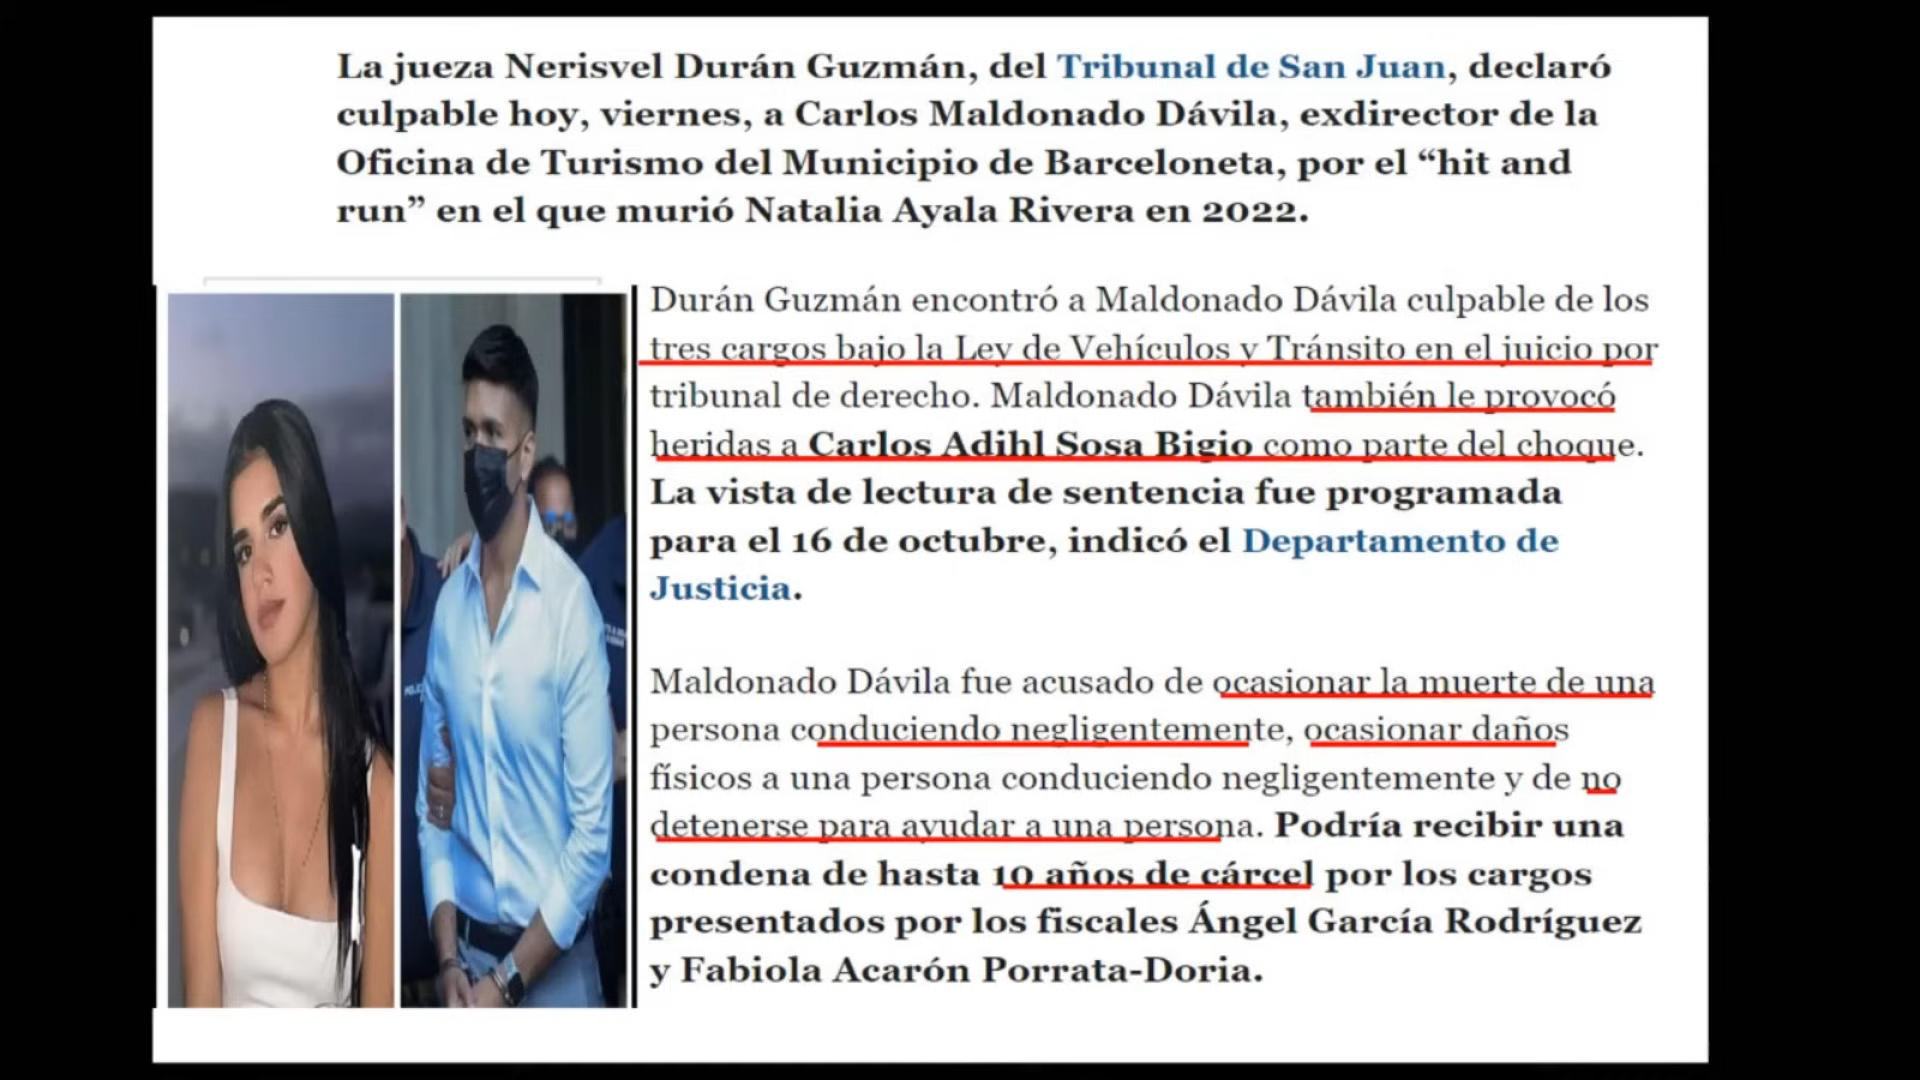 La jueza Nerisvel Durán Guzmán, del Tribunal de San Juan, declaró
culpable hoy, viernes, a Carlos Maldonado Dávila, exdirector de la
Oficina de Turismo del Municipio de Barceloneta, por el “hit and
run” en el que murió Natalia Ayala Rivera en 2022.
Durán Guzmán encontró a Maldonado Dávila culpable de los
tres cargos bajo la Ley de Vehículos y Tránsito en el juicio por
tribunal de derecho. Maldonado Dávila también le provocó
heridas a Carlos Adihl Sosa Bigio como parte del choque.
La vista de lectura de sentencia fue programada
para el 16 de octubre, indicó el Departamento de
Justicia.
Maldonado Dávila fue acusado de ocasionar la muerte de una
persona conduciendo negligentemente, ocasionar daños
físicos a una persona conduciendo negligentemente y de no
detenerse para ayudar a una persona. Podría recibir una
condena de hasta 10 años de cárcel por los cargos
presentados por los fiscales Ángel García Rodríguez
y Fabiola Acarón Porrata-Doria.